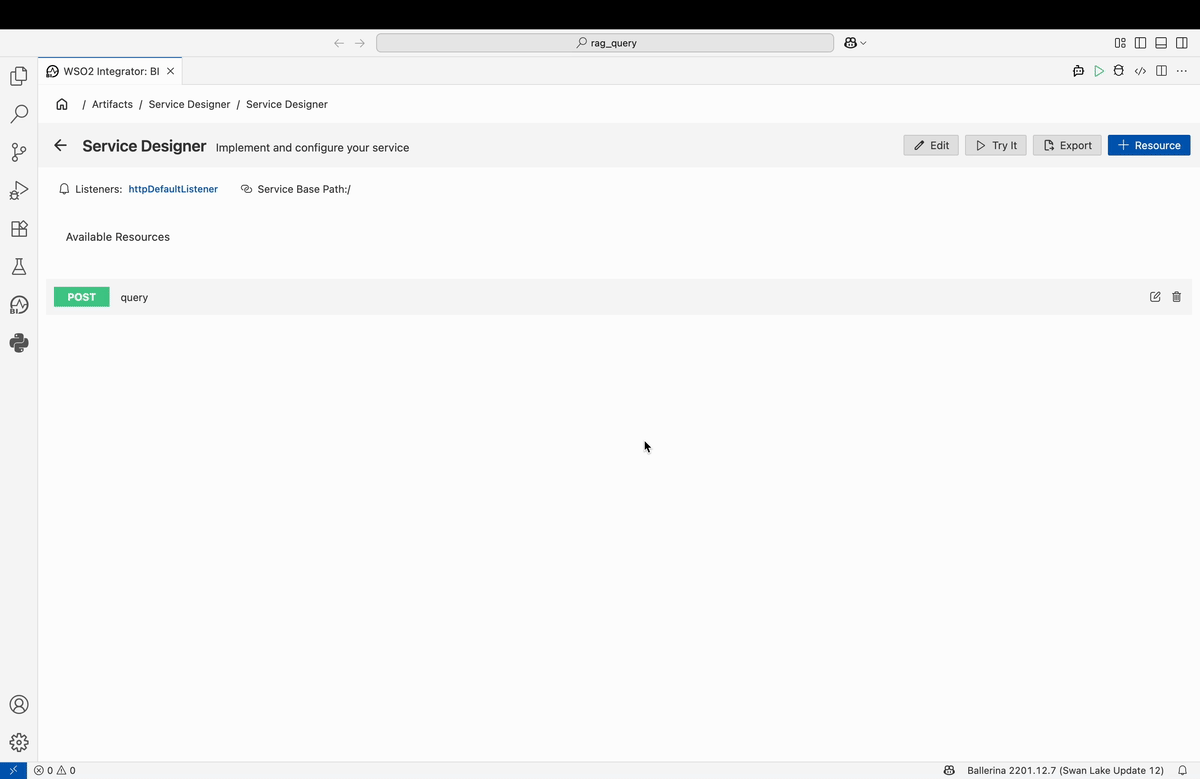 rag_query
WSO2 Integrator: BI
/ Artifacts / Service Designer / Service Designer
Service Designer Implement and configure your service
Edit Try It Export Resource
Listeners: httpDefaultListener Service Base Path:/
Available Resources
POST query
BI
0 0 Ballerina 2201.12.7 (Swan Lake Update 12)